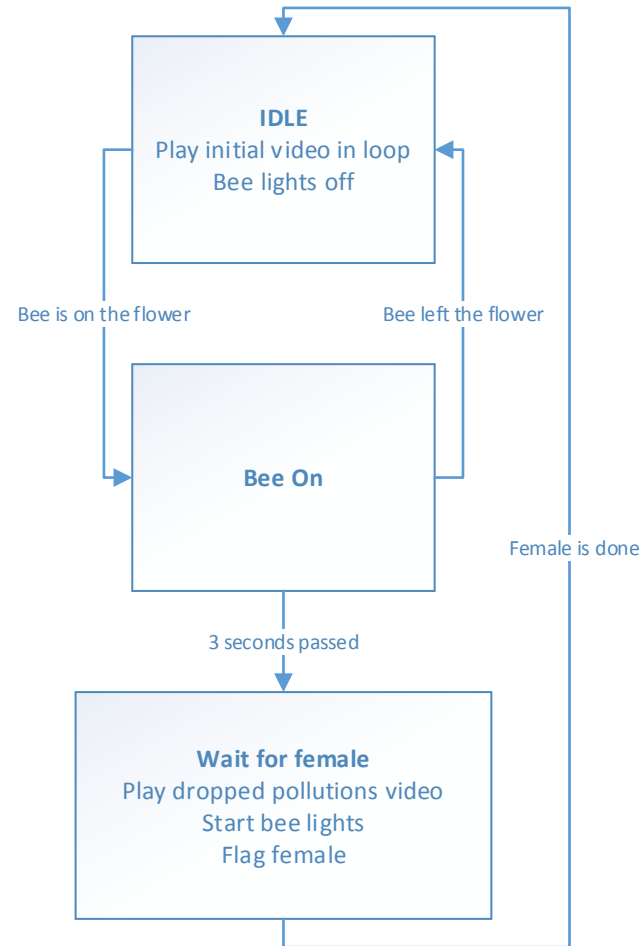 IDLE
Play initial video in loop
Bee lights off
Bee is on the flower
Bee left the flower
Bee On
Female is done
3 seconds passed
Wait for female
Play dropped pollutions video
Start bee lights
Flag female